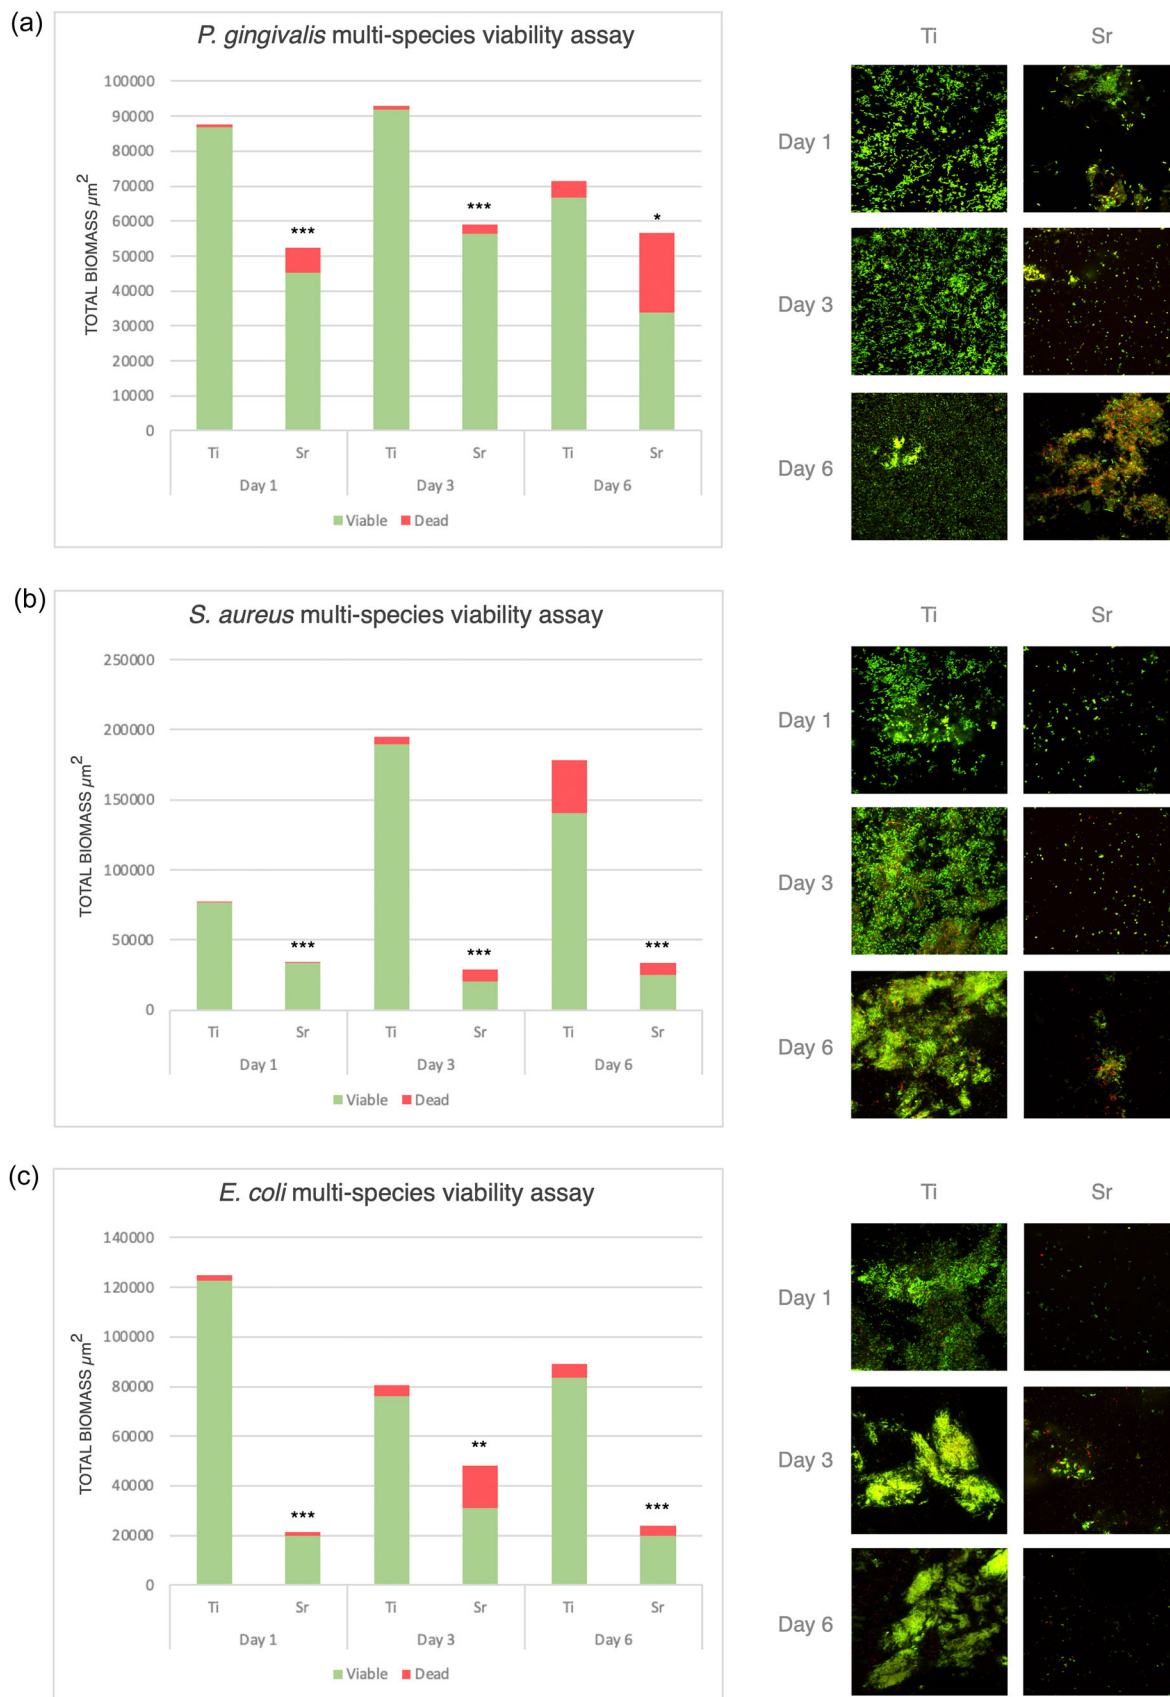 (a)
P. gingivalis multi-species viability assay
TOTAL BIOMASS µm²
100000
90000
80000
70000
60000
50000
40000
30000
20000
10000
0
***
***
*
Ti Sr Ti Sr Ti Sr
Day 1 Day 3 Day 6
Viable Dead
Ti Sr
Day 1
Day 3
Day 6
(b)
S. aureus multi-species viability assay
TOTAL BIOMASS µm²
250000
200000
150000
100000
50000
0
***
***
***
Ti Sr Ti Sr Ti Sr
Day 1 Day 3 Day 6
Viable Dead
Ti Sr
Day 1
Day 3
Day 6
(c)
E. coli multi-species viability assay
TOTAL BIOMASS µm²
140000
120000
100000
80000
60000
40000
20000
0
***
**
***
Ti Sr Ti Sr Ti Sr
Day 1 Day 3 Day 6
Viable Dead
Ti Sr
Day 1
Day 3
Day 6